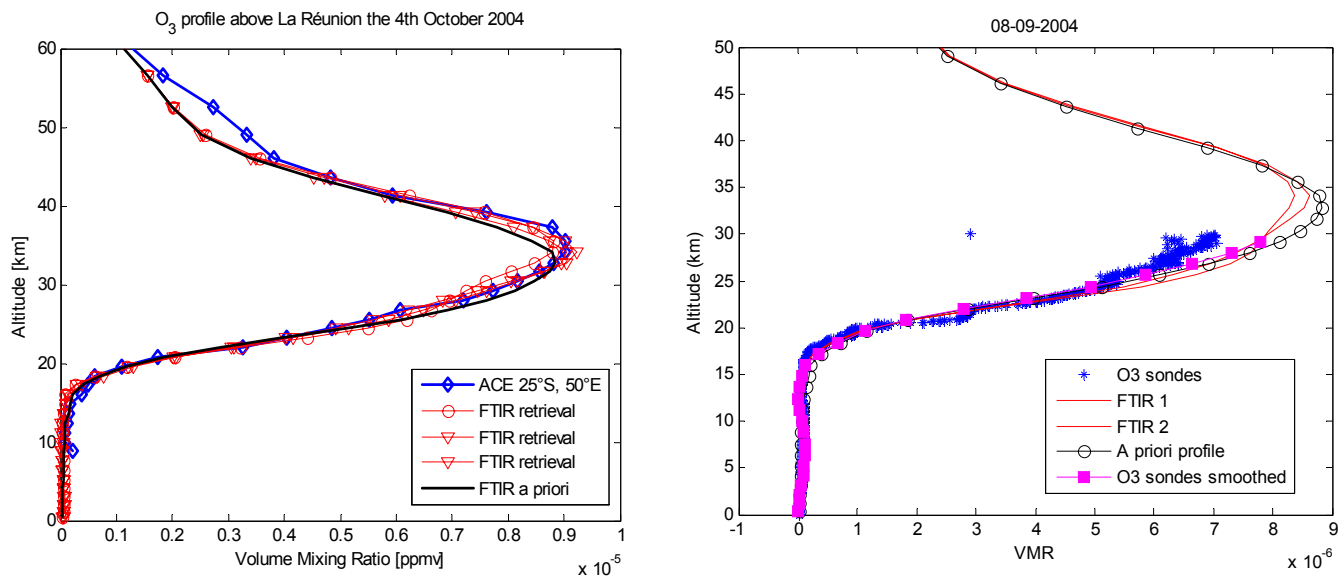 O3 profile above La Réunion the 4th October 2004
60
50
40
30
20
10
0
Altitude [km]
0
0.1
0.2
0.3
0.4
0.5
0.6
0.7
0.8
0.9
1
Volume Mixing Ratio [ppmv]
x 10-5
ACE 25°S, 50°E
FTIR retrieval
FTIR retrieval
FTIR retrieval
FTIR a priori
08-09-2004
50
45
40
35
30
25
20
15
10
5
0
Altitude (km)
-1
0
1
2
3
4
5
6
7
8
9
VMR
x 10-6
O3 sondes
FTIR 1
FTIR 2
A priori profile
O3 sondes smoothed